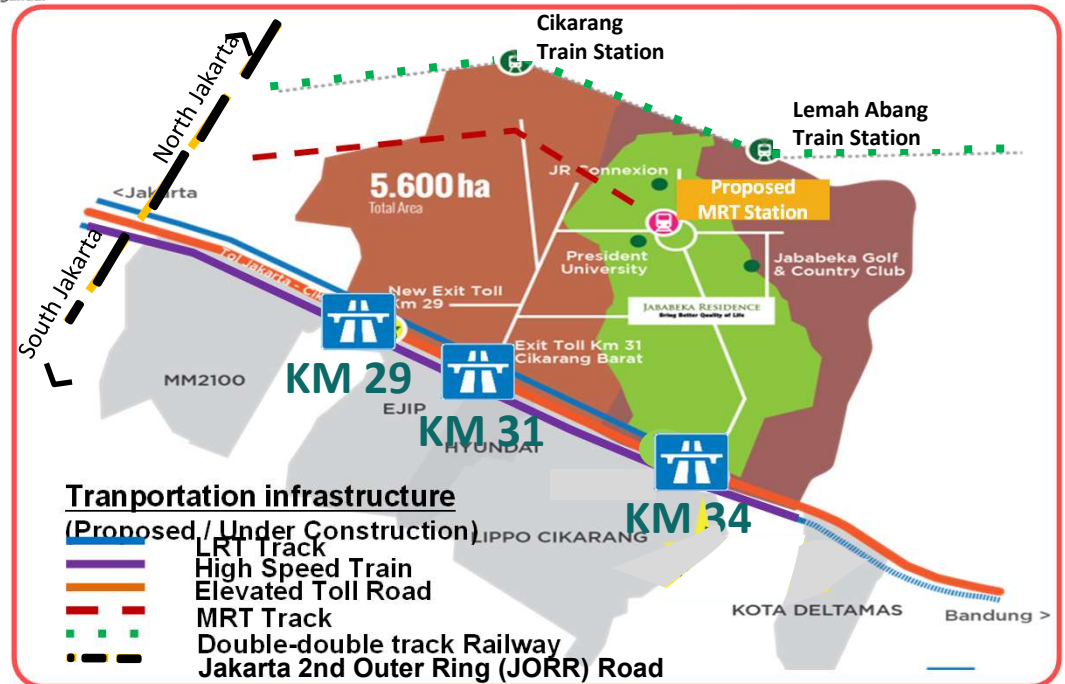 Cikarang
Train Station
Lemah Abang
Train Station
North Jakarta
<Jakarta
5.600 ha
Total Area
JR Connexion
Proposed
MRT Station
South Jakarta
President
University
Jababeka Golf
& Country Club
New Exit Toll
Km 29
JABABEKA RESIDENCE
Bring Better Quality of Life
Exit Toll Km 31
Cikarang Barat
MM2100
KM 29
EJIP
KM 31
HYUNDAI
KM 34
LIPPO CIKARANG
KOTA DELTAMAS
Bandung >
Tranportation infrastructure
(Proposed / Under Construction)
LRT Track
High Speed Train
Elevated Toll Road
MRT Track
Double-double track Railway
Jakarta 2nd Outer Ring (JORR) Road
Tol Jakarta -